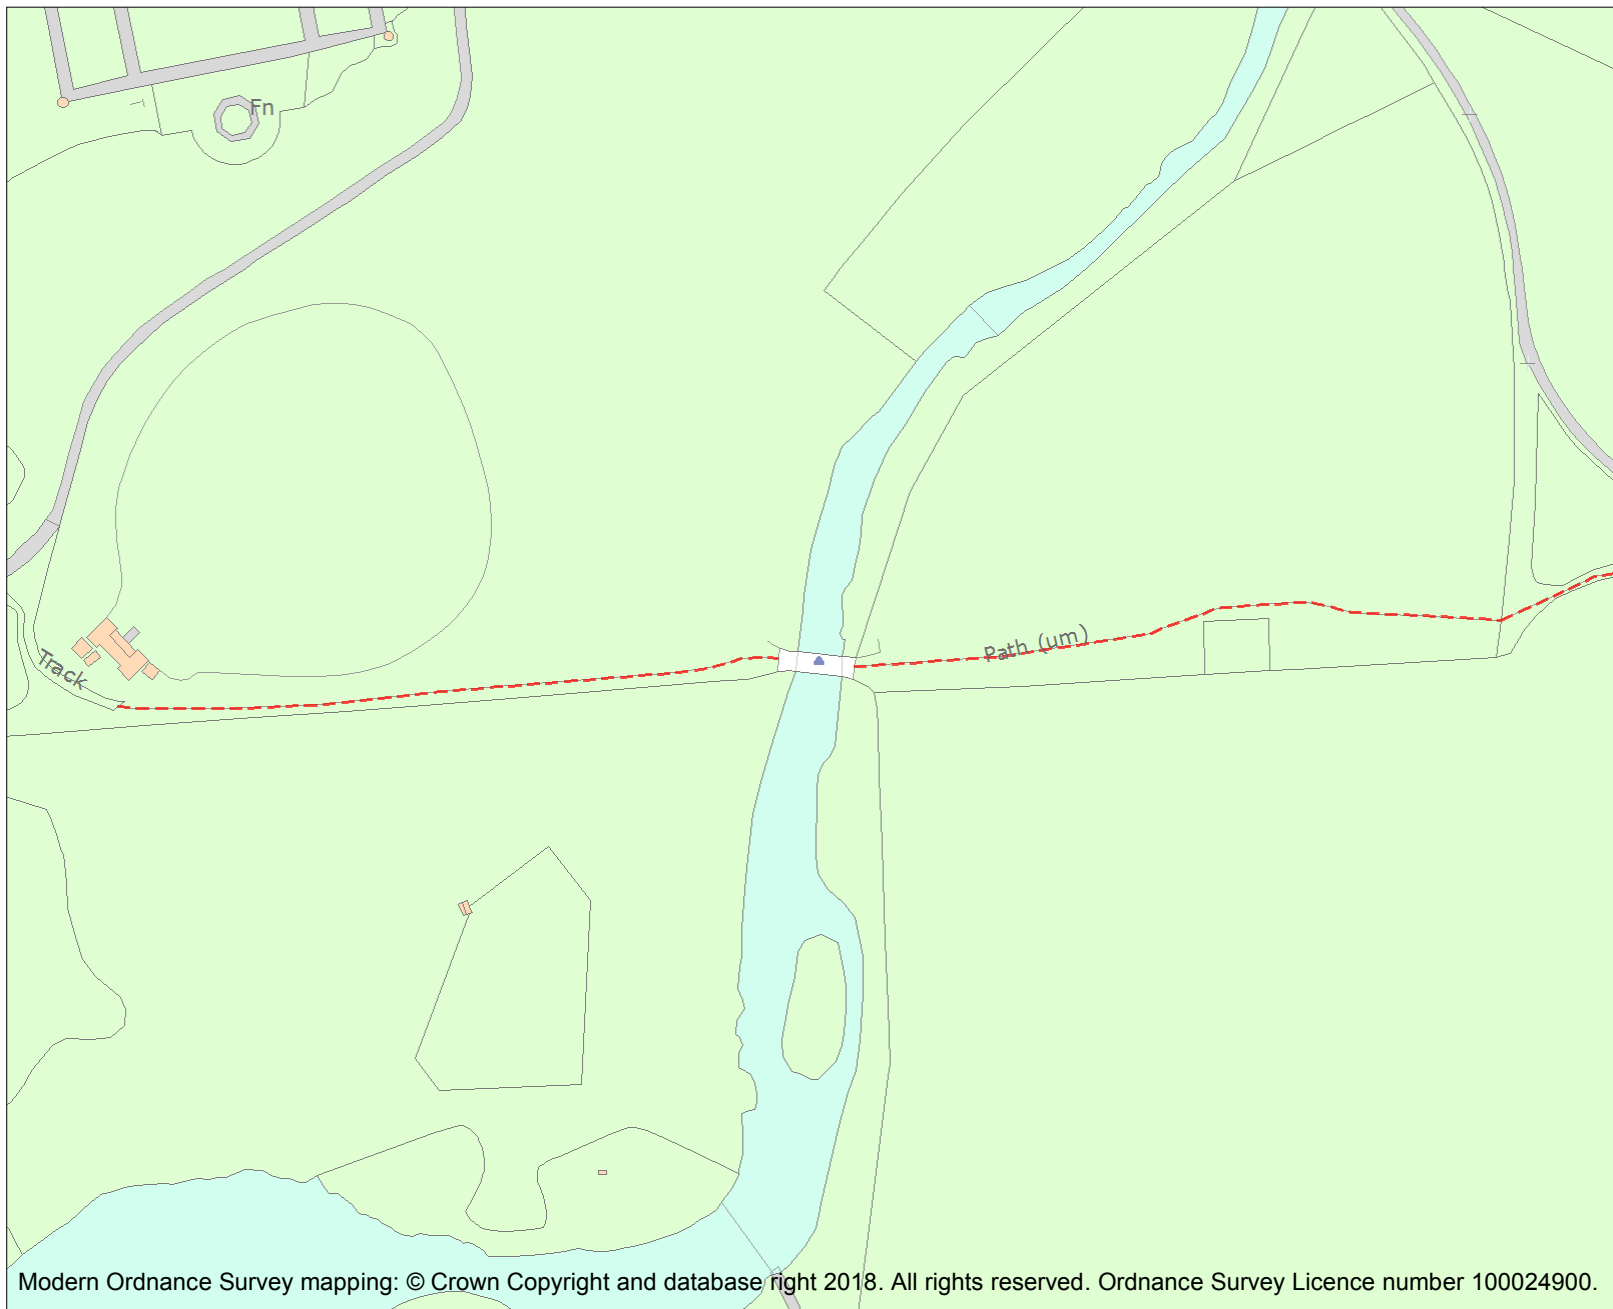 Fn
Path (um)
Track
Modern Ordnance Survey mapping: © Crown Copyright and database right 2018. All rights reserved. Ordnance Survey Licence number 100024900.